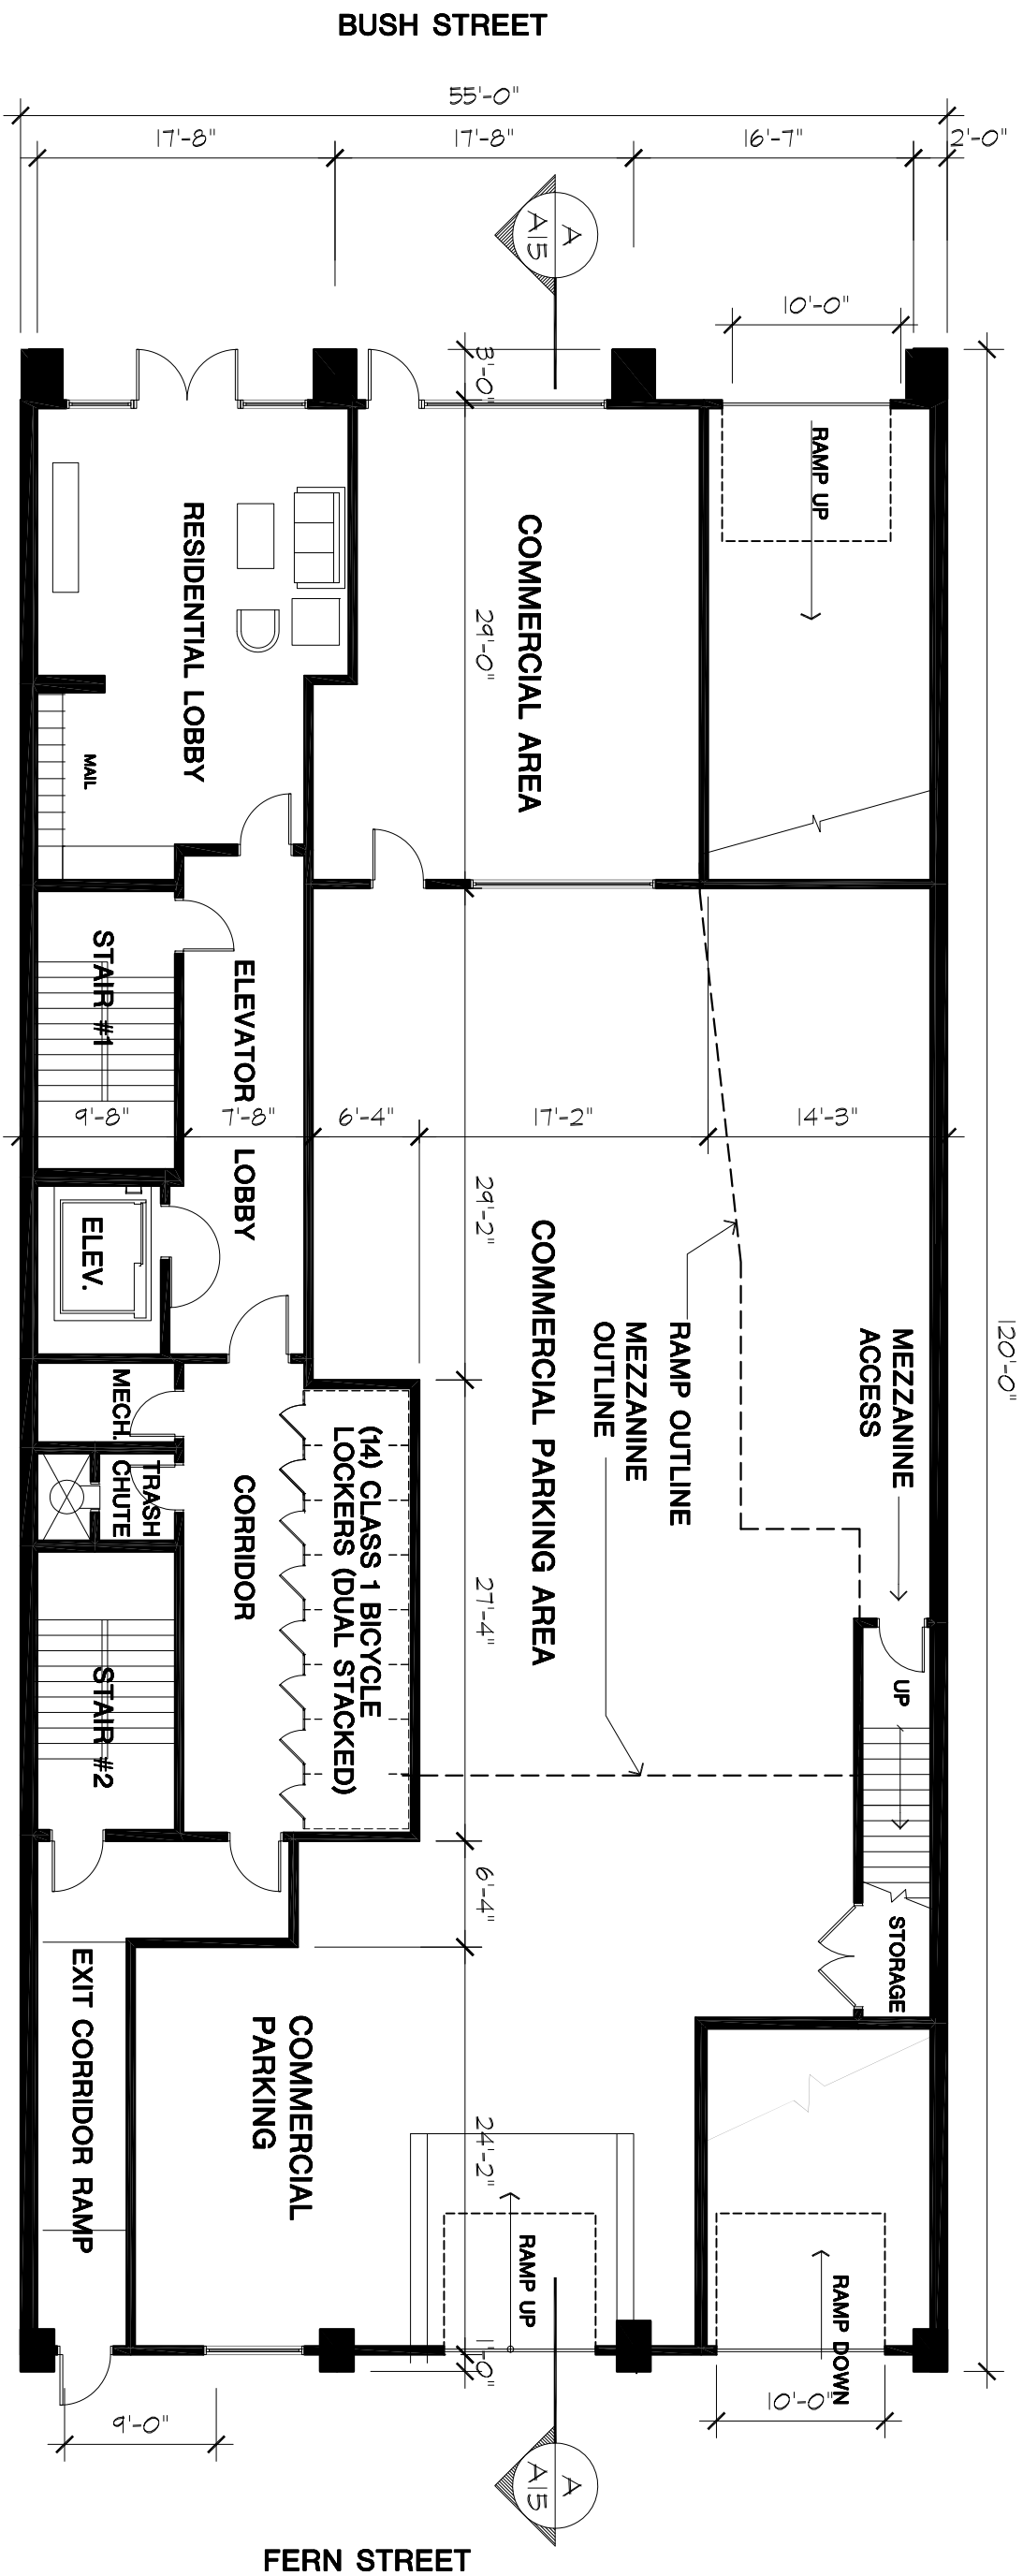 BUSH STREET
55'-0"
17'-8"
17'-8"
16'-7"
2'-0"
A
A15
10'-0"
3'-0"
RAMP UP
RESIDENTIAL LOBBY
COMMERCIAL AREA
29'-0"
MAIL
STAIR #1
ELEVATOR LOBBY
9'-8"
7'-8"
6'-4"
17'-2"
14'-3"
29'-2"
ELEV.
COMMERCIAL PARKING AREA
MEZZANINE
OUTLINE
RAMP OUTLINE
MEZZANINE
ACCESS
120'-0"
MECH.
TRASH
CHUTE
CORRIDOR
(14) CLASS 1 BICYCLE
LOCKERS (DUAL STACKED)
27'-4"
STAIR #2
UP
6'-4"
STORAGE
EXIT CORRIDOR RAMP
COMMERCIAL
PARKING
24'-2"
RAMP UP
RAMP DOWN
1'-0"
9'-0"
10'-0"
A
A15
FERN STREET